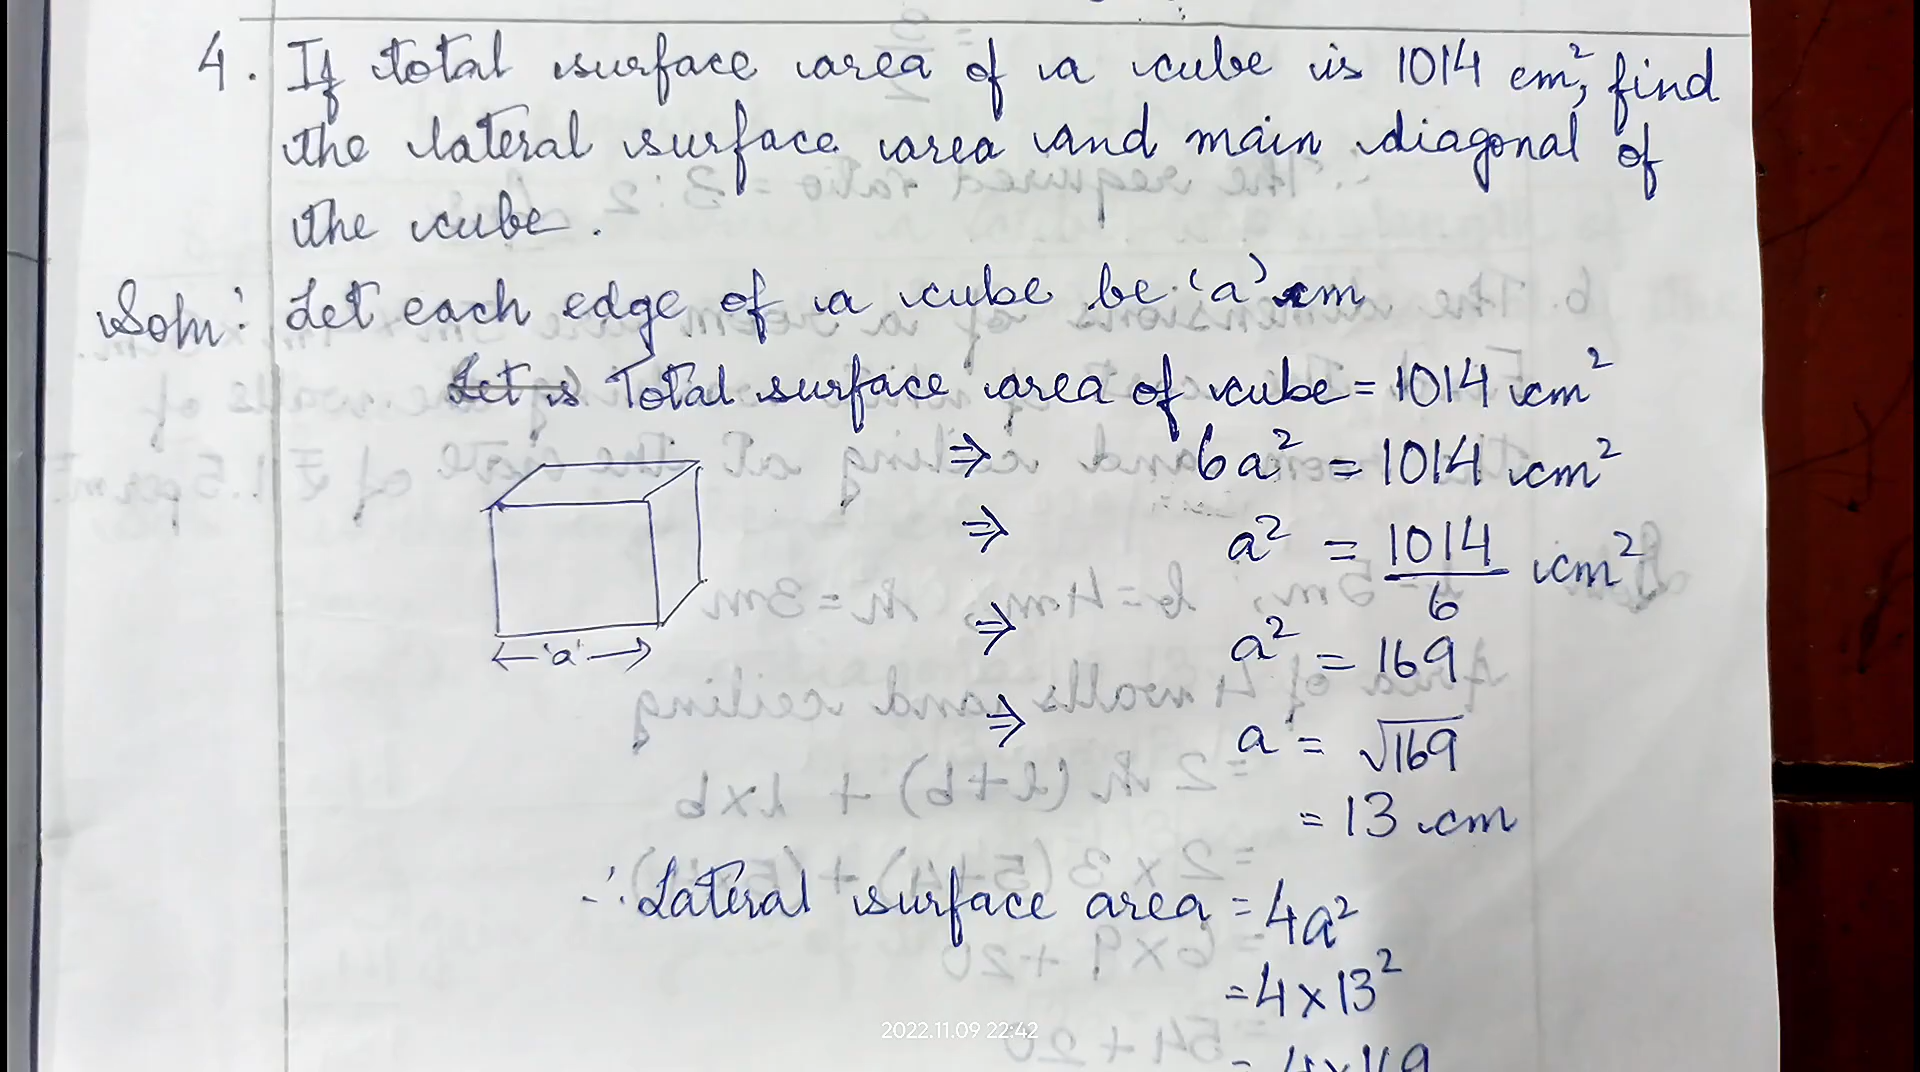 4. If total surface area of a cube is 1014 cm², find
the lateral surface area and main diagonal of
the cube.
Soln: Let each edge of a cube be 'a' cm
Let s Total surface area of cube = 1014 cm²
⇒ 6a² = 1014 cm²
⇒ a² = 1014/6 cm²
⇒ a² = 169
⇒ a = √169
= 13 cm
'a'
∴ Lateral surface area = 4a²
= 4 × 13²
= 4 × 169
2022.11.09 22:42